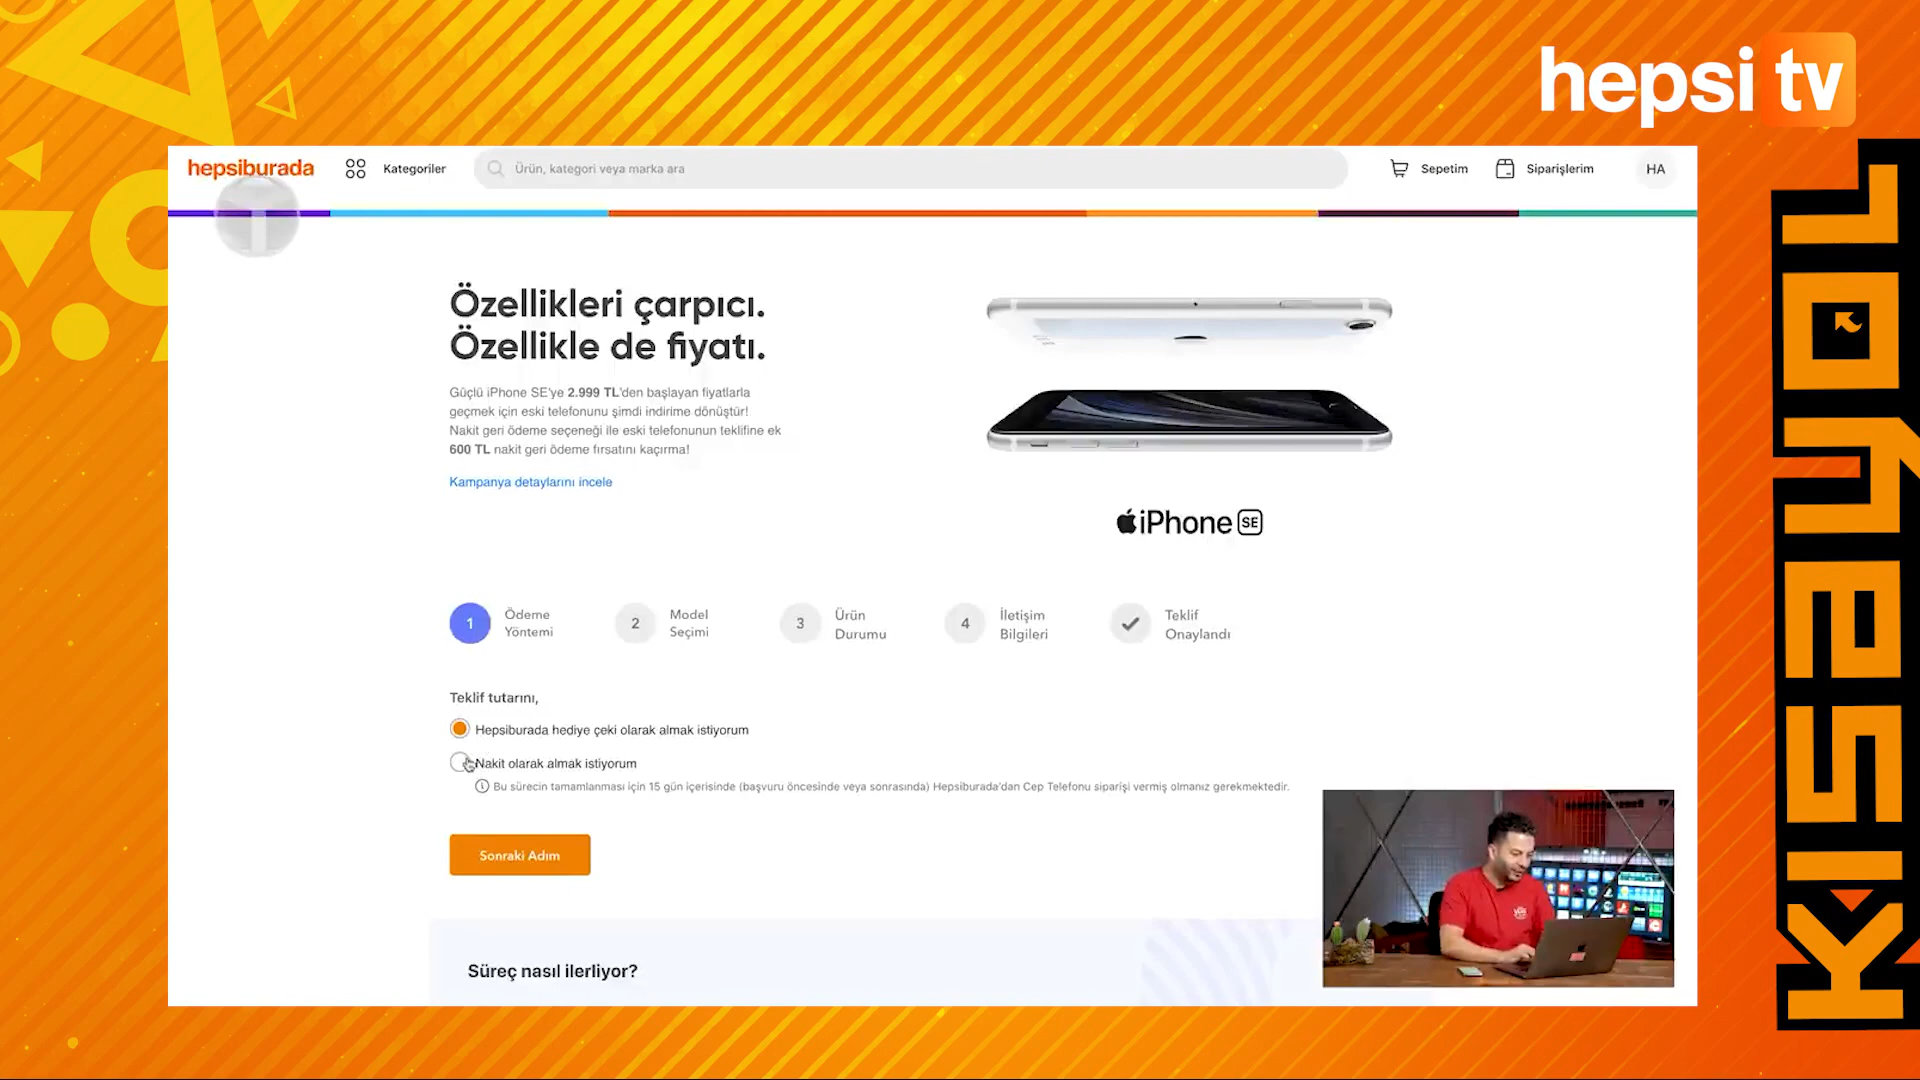 hepsi tv
hepsiburada
Kategoriler
Ürün, kategori veya marka ara
Sepetim
Siparişlerim
HA
Özellikleri çarpıcı.
Özellikle de fiyatı.
Güçlü iPhone SE'ye 2.999 TL'den başlayan fiyatlarla
geçmek için eski telefonunu şimdi indirime dönüştür!
Nakit geri ödeme seçeneği ile eski telefonunun teklifine ek
600 TL nakit geri ödeme fırsatını kaçırma!
Kampanya detaylarını incele
iPhone SE
1 Ödeme
Yöntemi
2 Model
Seçimi
3 Ürün
Durumu
4 İletişim
Bilgileri
Teklif
Onaylandı
Teklif tutarını,
Hepsiburada hediye çeki olarak almak istiyorum
Nakit olarak almak istiyorum
Bu sürecin tamamlanması için 15 gün içerisinde (başvuru öncesinde veya sonrasında) Hepsiburada'dan Cep Telefonu siparişi vermiş olmanız gerekmektedir.
Sonraki Adım
Süreç nasıl ilerliyor?
KISAYOL